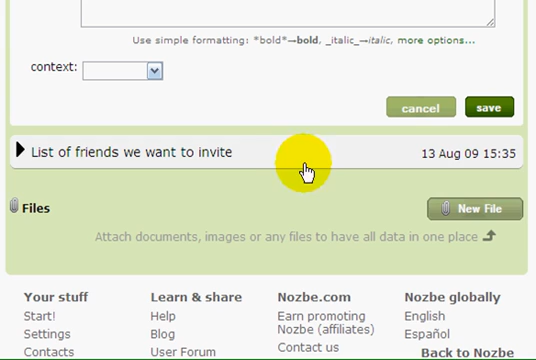 Use simple formatting: *bold*→bold, _italic_→italic, more options...
context:
cancel save
List of friends we want to invite 13 Aug 09 15:35
Files New File
Attach documents, images or any files to have all data in one place
Your stuff Learn & share Nozbe.com Nozbe globally
Start! Help Earn promoting Nozbe (affiliates) English
Settings Blog Español
Contacts User Forum Contact us Back to Nozbe